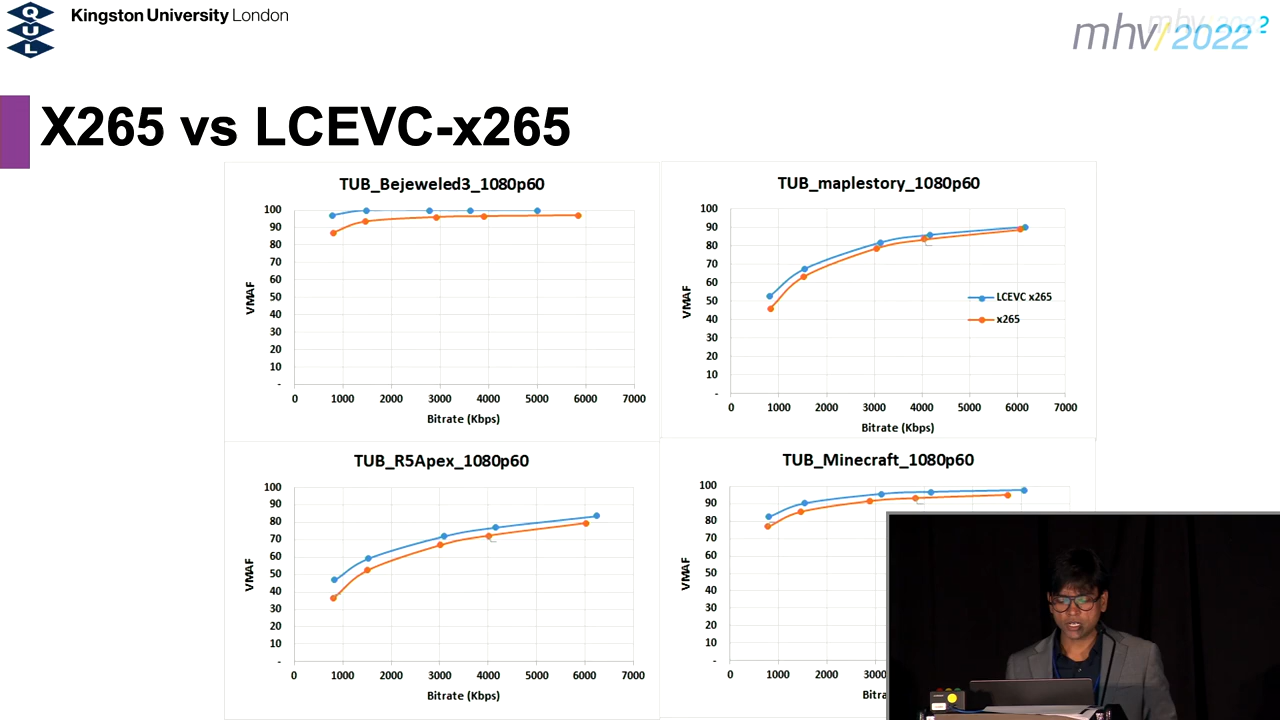 QUL
Kingston University London
mhv/2022
X265 vs LCEVC-x265
TUB_Bejeweled3_1080p60
100
90
80
70
60
50
40
30
20
10
-
VMAF
0 1000 2000 3000 4000 5000 6000 7000
Bitrate (Kbps)
TUB_maplestory_1080p60
100
90
80
70
60
50
40
30
20
10
-
VMAF
LCEVC x265
x265
0 1000 2000 3000 4000 5000 6000 7000
Bitrate (Kbps)
TUB_R5Apex_1080p60
100
90
80
70
60
50
40
30
20
10
-
VMAF
0 1000 2000 3000 4000 5000 6000 7000
Bitrate (Kbps)
TUB_Minecraft_1080p60
100
90
80
70
60
50
40
30
20
10
-
VMAF
0 1000 2000 3000
Bitra